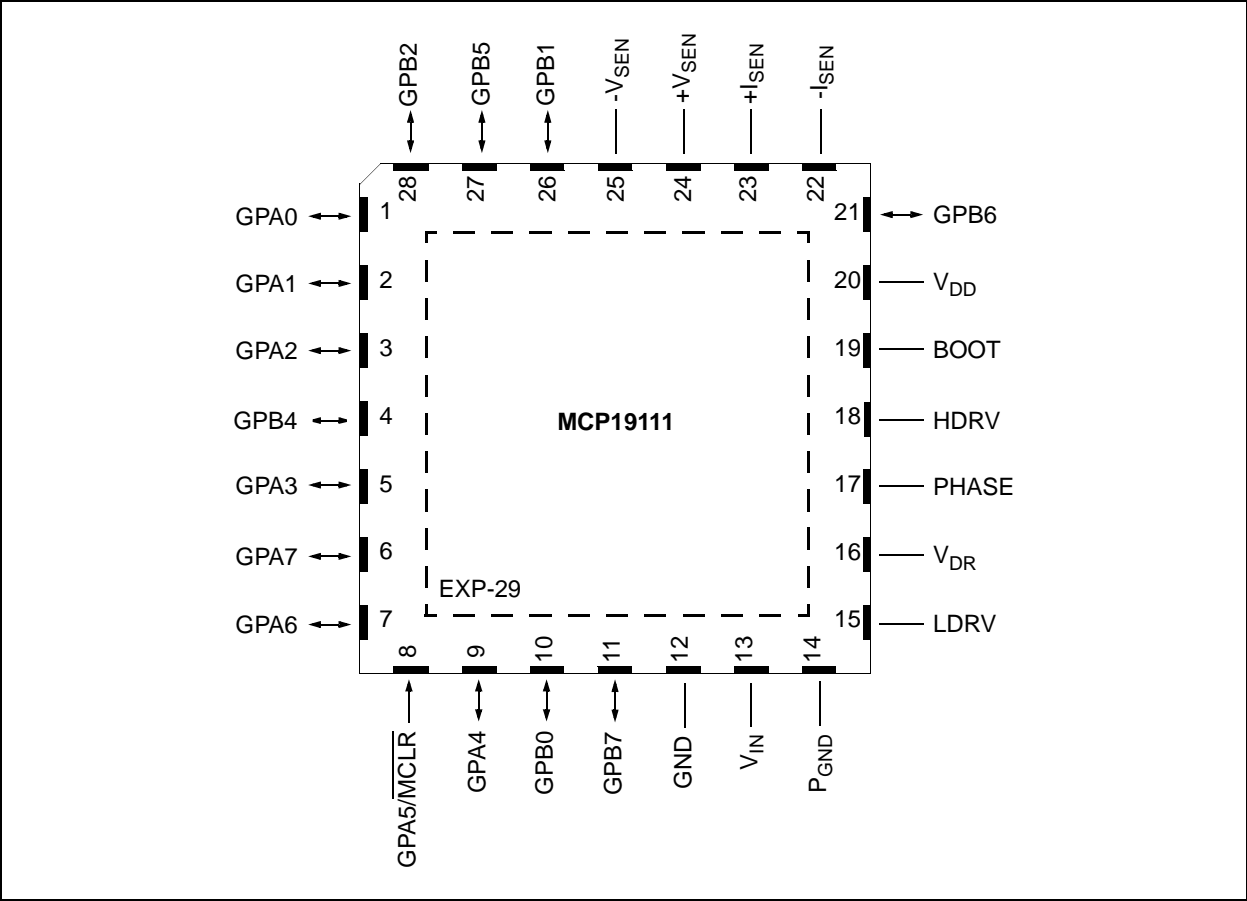 GPB2
GPB5
GPB1
-VSEN
+VSEN
+ISEN
-ISEN
28
27
26
25
24
23
22
GPA0
1
21
GPB6
GPA1
2
20
VDD
GPA2
3
19
BOOT
GPB4
4
MCP19111
18
HDRV
GPA3
5
17
PHASE
GPA7
6
16
VDR
EXP-29
GPA6
7
15
LDRV
8
9
10
11
12
13
14
GPA5/MCLR
GPA4
GPB0
GPB7
GND
VIN
PGND